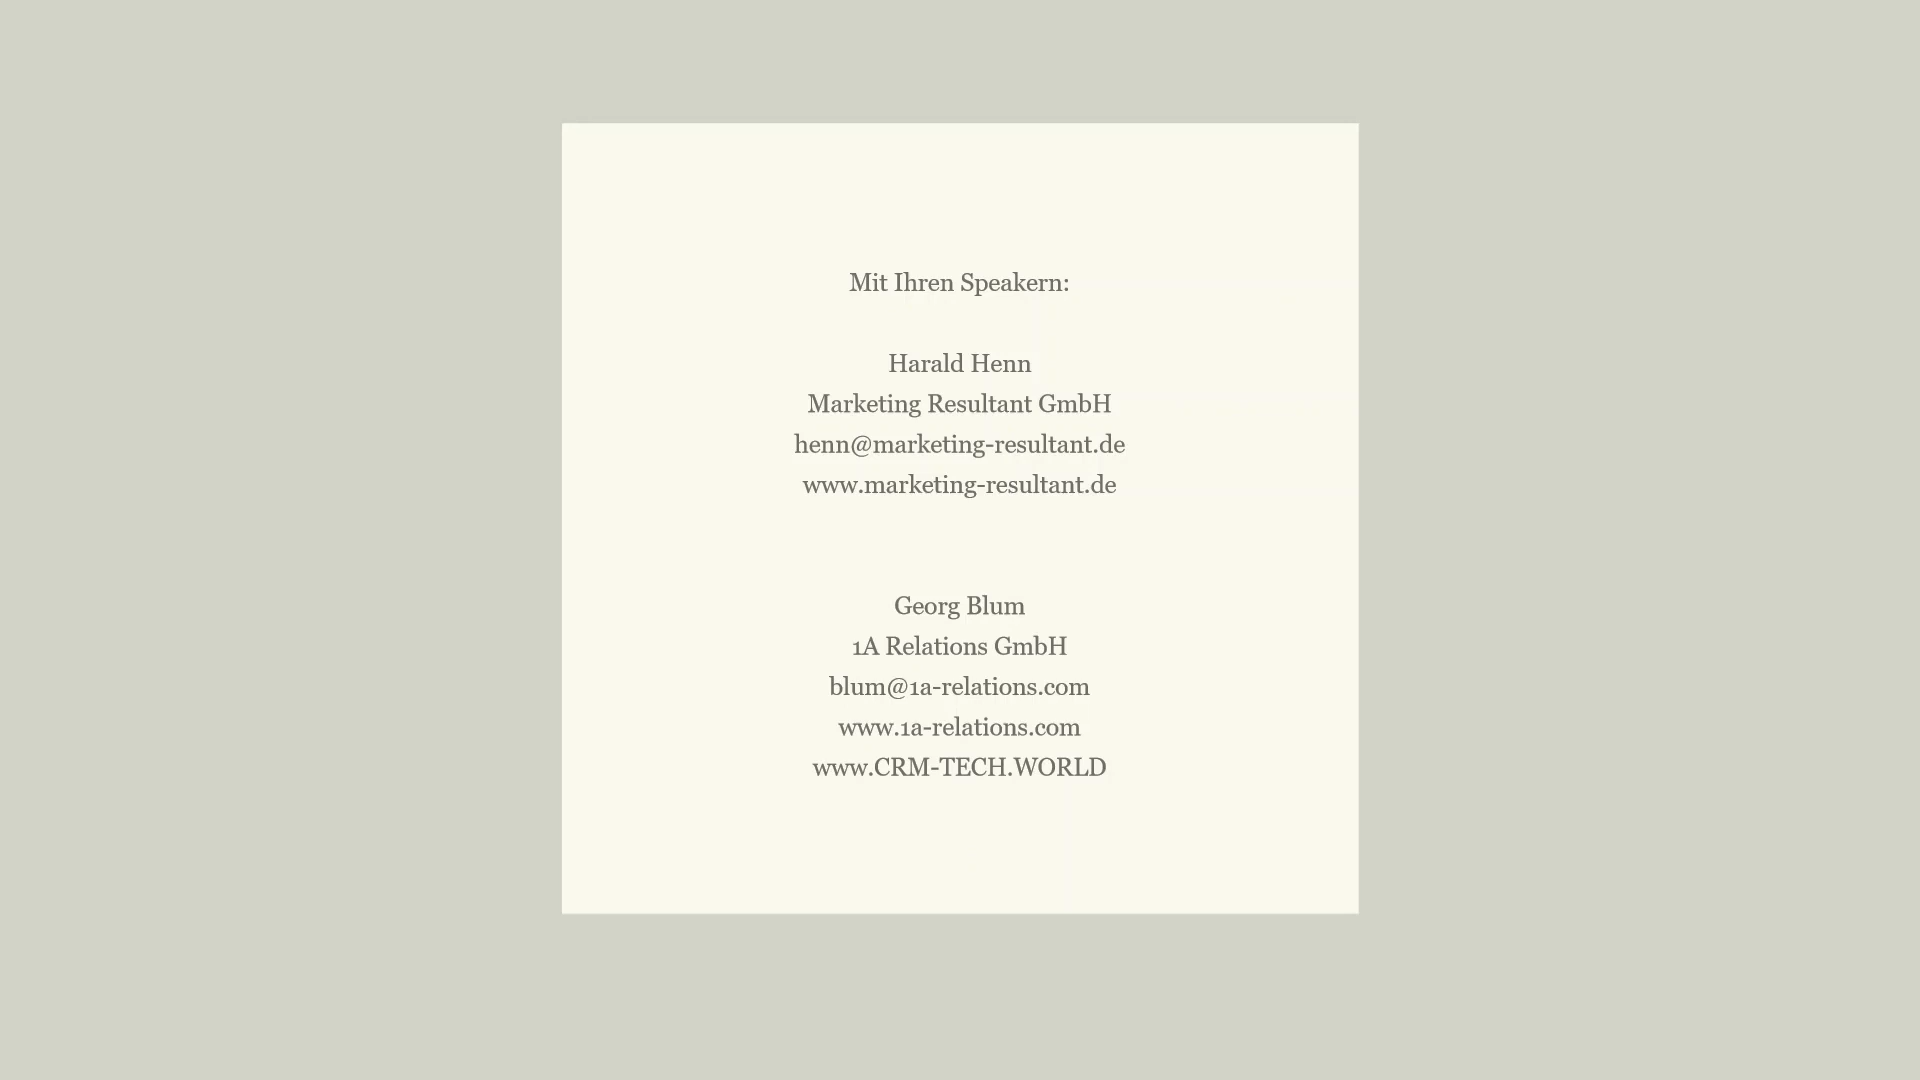 Mit Ihren Speakern:
Harald Henn
Marketing Resultant GmbH
henn@marketing-resultant.de
www.marketing-resultant.de
Georg Blum
1A Relations GmbH
blum@1a-relations.com
www.1a-relations.com
www.CRM-TECH.WORLD